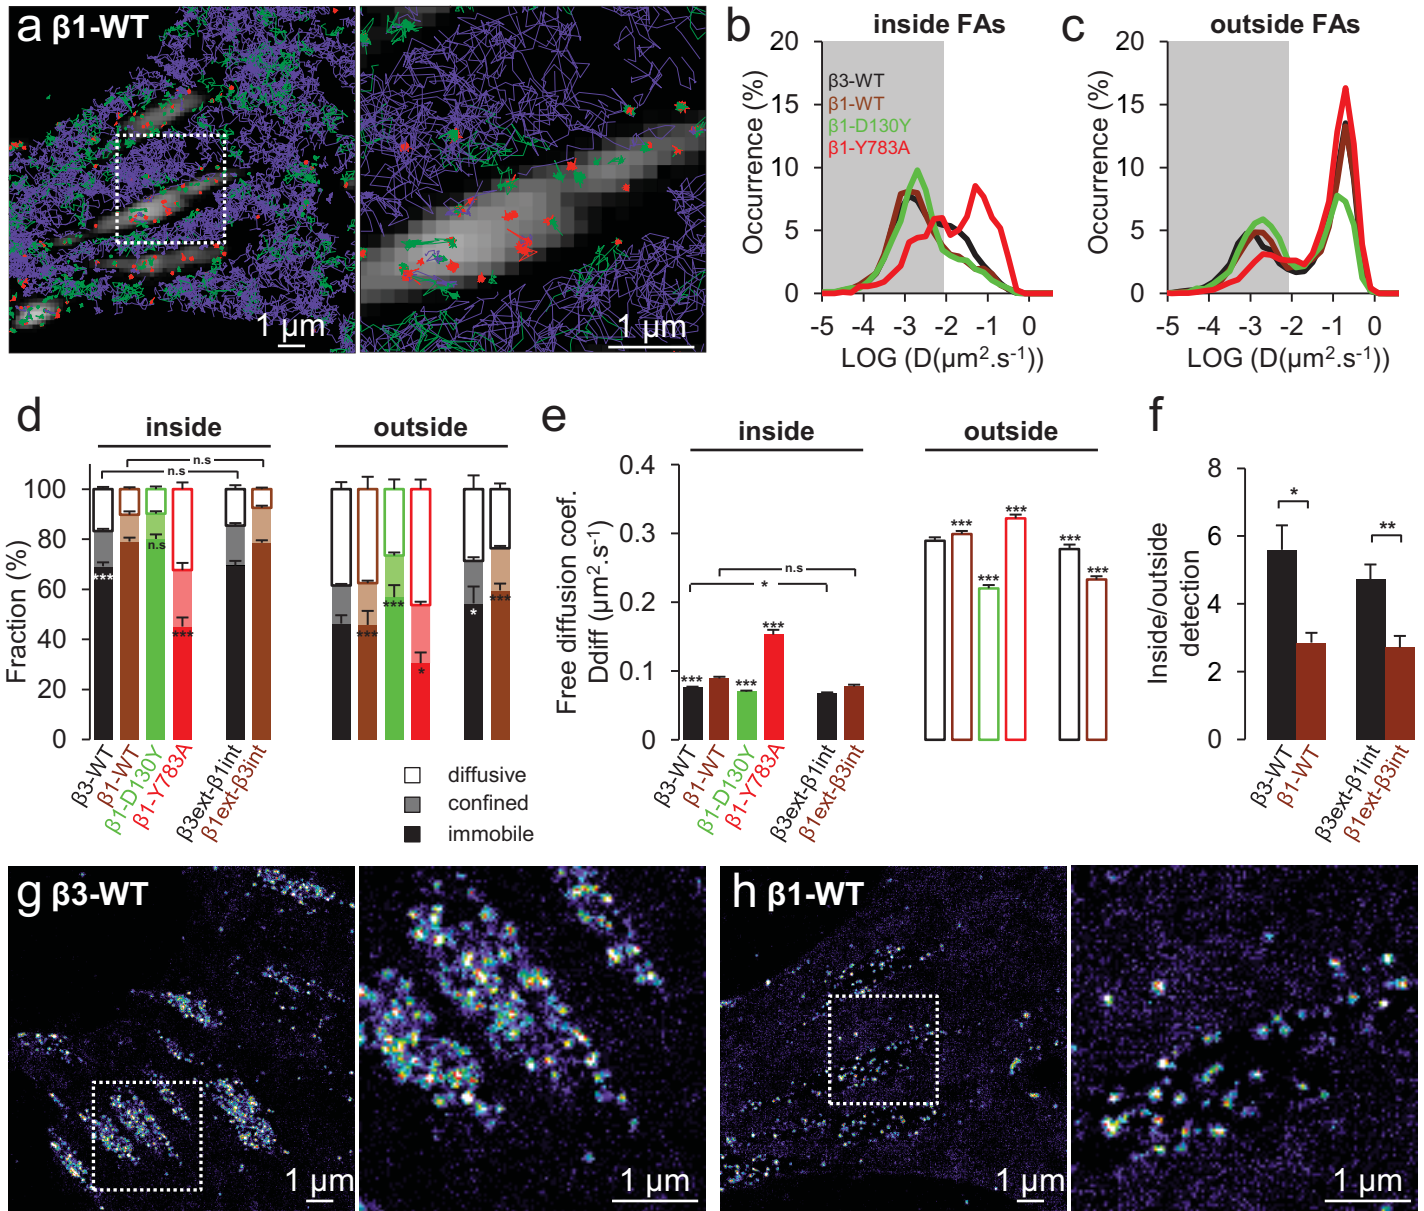 a β1-WT
1 µm
1 µm
b
inside FAs
20
15
10
5
0
Occurrence (%)
β3-WT
β1-WT
β1-D130Y
β1-Y783A
-5 -4 -3 -2 -1 0
LOG (D(µm².s⁻¹))
c
outside FAs
20
15
10
5
0
Occurrence (%)
-5 -4 -3 -2 -1 0
LOG (D(µm².s⁻¹))
d
inside
outside
n.s
n.s
100
80
60
40
20
0
Fraction (%)
***
n.s
***
***
***
*
*
***
β3-WT
β1-WT
β1-D130Y
β1-Y783A
β3ext-β1int
β1ext-β3int
diffusive
confined
immobile
e
inside
outside
0.4
0.3
0.2
0.1
0
Free diffusion coef.
Ddiff (µm².s⁻¹)
n.s
*
***
***
***
***
***
***
***
***
β3-WT
β1-WT
β1-D130Y
β1-Y783A
β3ext-β1int
β1ext-β3int
f
8
6
4
2
0
Inside/outside
detection
*
**
β3-WT
β1-WT
β3ext-β1int
β1ext-β3int
g β3-WT
1 µm
1 µm
h β1-WT
1 µm
1 µm